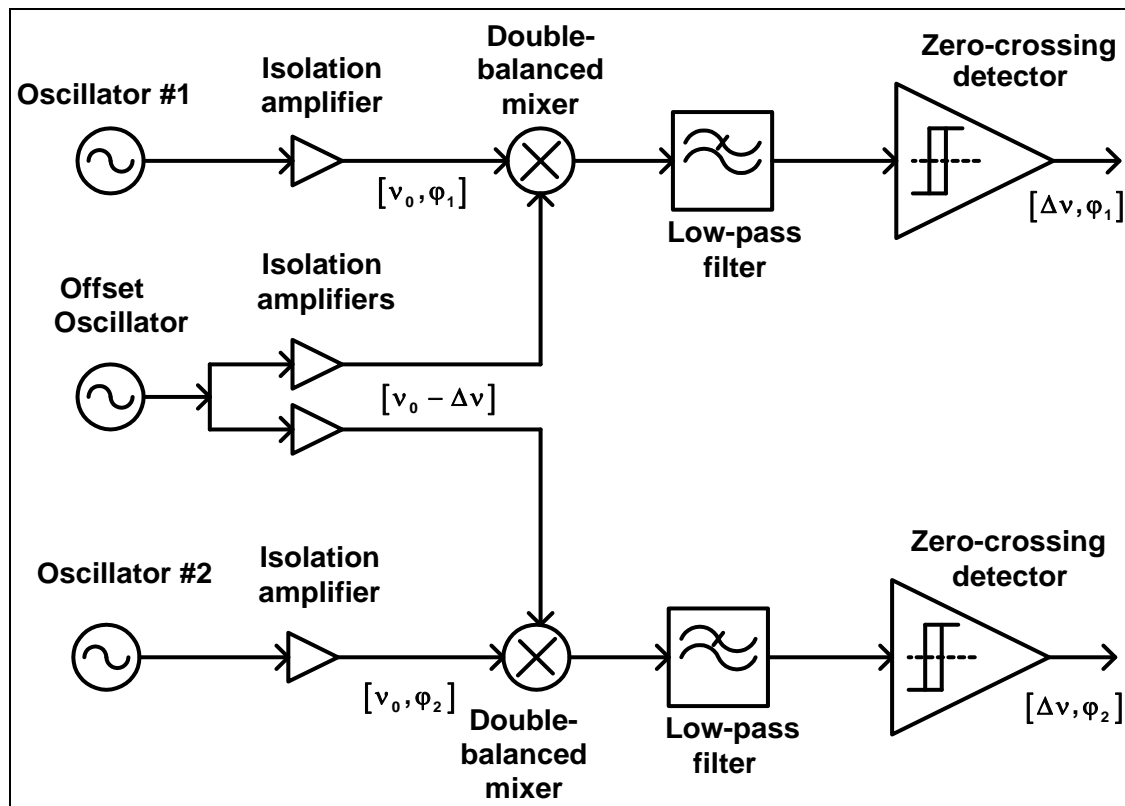 Oscillator #1
Isolation
amplifier
Double-
balanced
mixer
Zero-crossing
detector
[ν₀, φ₁]
Low-pass
filter
[Δν, φ₁]
Offset
Oscillator
Isolation
amplifiers
[ν₀ − Δν]
Oscillator #2
Isolation
amplifier
[ν₀, φ₂]
Double-
balanced
mixer
Low-pass
filter
Zero-crossing
detector
[Δν, φ₂]